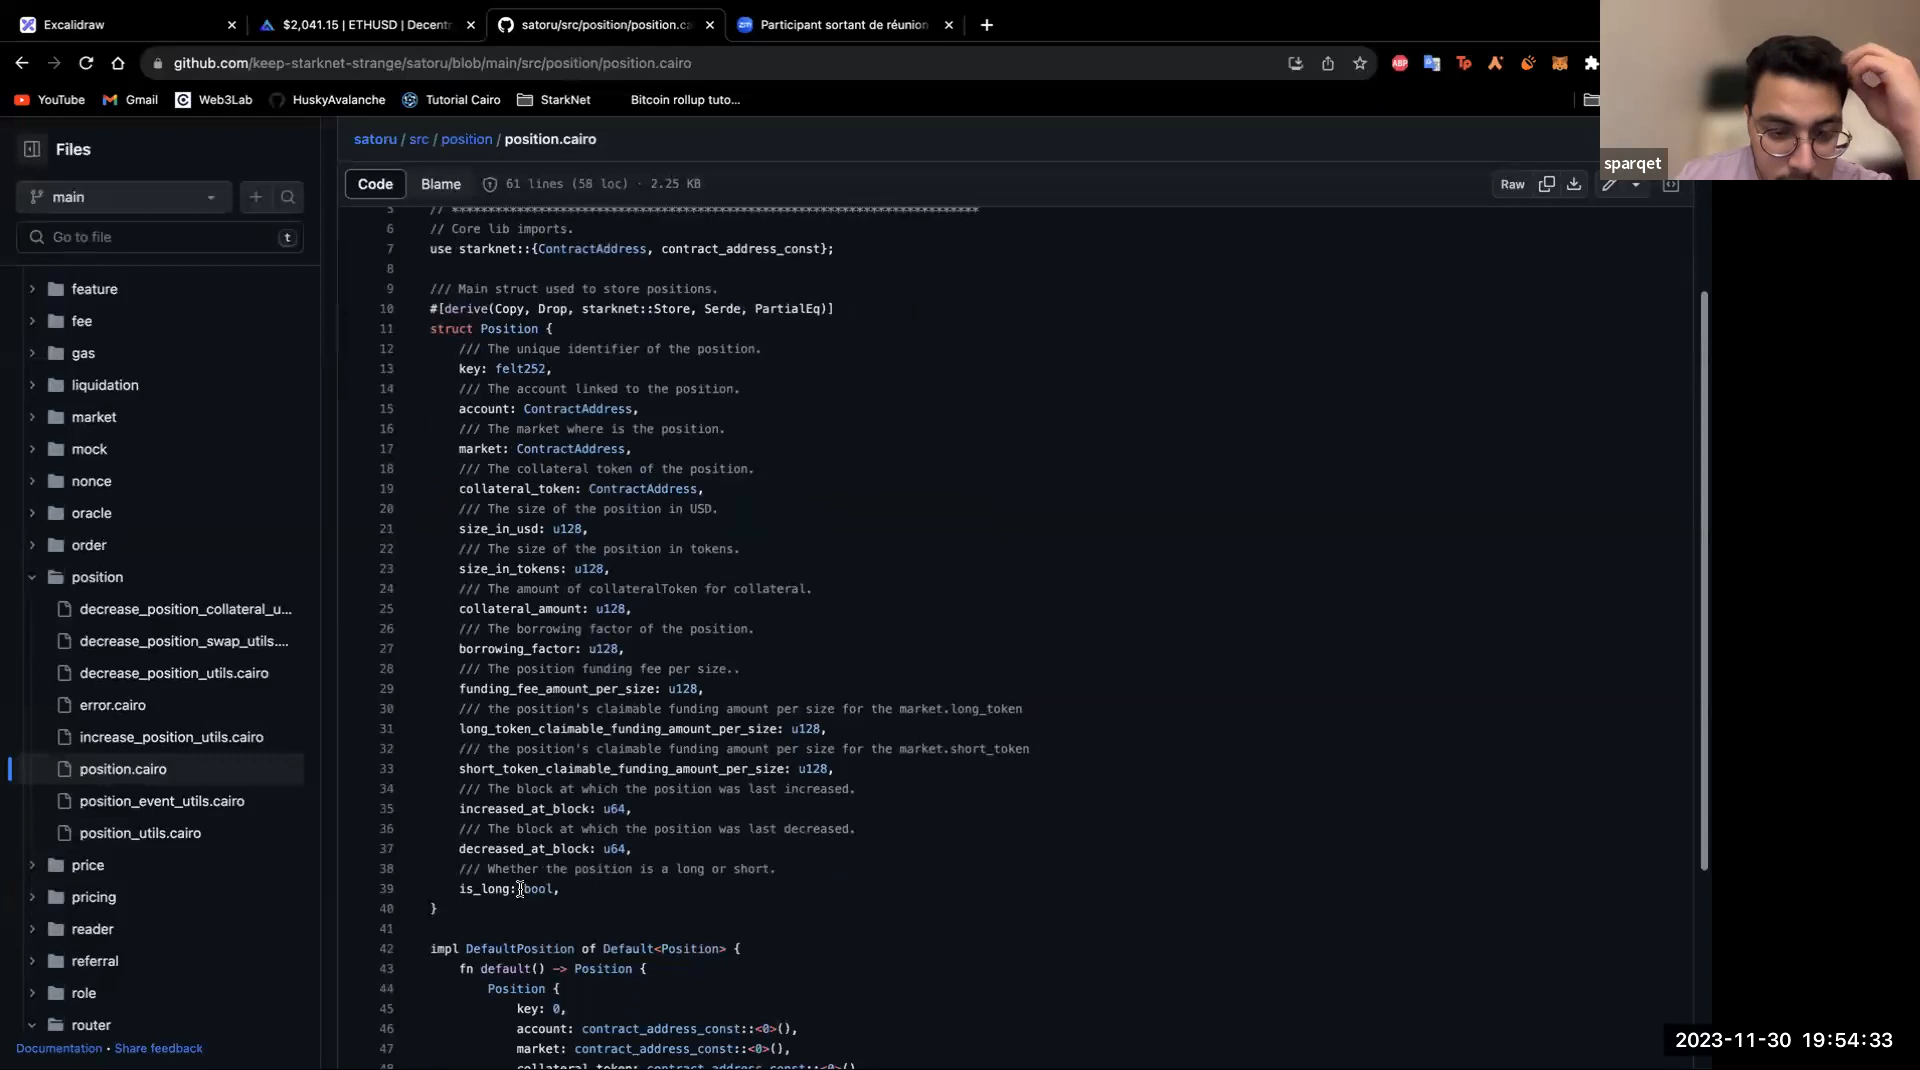 Excalidraw
$2,041.15 | ETHUSD | Decentr
satoru/src/position/position.ca
Participant sortant de réunion
github.com/keep-starknet-strange/satoru/blob/main/src/position/position.cairo
YouTube
Gmail
Web3Lab
HuskyAvalanche
Tutorial Cairo
StarkNet
Bitcoin rollup tuto...
sparqet
Files
main
Go to file
t
feature
fee
gas
liquidation
market
mock
nonce
oracle
order
position
decrease_position_collateral_u...
decrease_position_swap_utils....
decrease_position_utils.cairo
error.cairo
increase_position_utils.cairo
position.cairo
position_event_utils.cairo
position_utils.cairo
price
pricing
reader
referral
role
router
Documentation · Share feedback
satoru / src / position / position.cairo
Code
Blame
61 lines (58 loc) · 2.25 KB
Raw
6 // Core lib imports.
7 use starknet::{ContractAddress, contract_address_const};
8
9 /// Main struct used to store positions.
10 #[derive(Copy, Drop, starknet::Store, Serde, PartialEq)]
11 struct Position {
12 /// The unique identifier of the position.
13 key: felt252,
14 /// The account linked to the position.
15 account: ContractAddress,
16 /// The market where is the position.
17 market: ContractAddress,
18 /// The collateral token of the position.
19 collateral_token: ContractAddress,
20 /// The size of the position in USD.
21 size_in_usd: u128,
22 /// The size of the position in tokens.
23 size_in_tokens: u128,
24 /// The amount of collateralToken for collateral.
25 collateral_amount: u128,
26 /// The borrowing factor of the position.
27 borrowing_factor: u128,
28 /// The position funding fee per size..
29 funding_fee_amount_per_size: u128,
30 /// the position's claimable funding amount per size for the market.long_token
31 long_token_claimable_funding_amount_per_size: u128,
32 /// the position's claimable funding amount per size for the market.short_token
33 short_token_claimable_funding_amount_per_size: u128,
34 /// The block at which the position was last increased.
35 increased_at_block: u64,
36 /// The block at which the position was last decreased.
37 decreased_at_block: u64,
38 /// Whether the position is a long or short.
39 is_long: bool,
40 }
41
42 impl DefaultPosition of Default<Position> {
43 fn default() -> Position {
44 Position {
45 key: 0,
46 account: contract_address_const::<0>(),
47 market: contract_address_const::<0>(),
2023-11-30 19:54:33